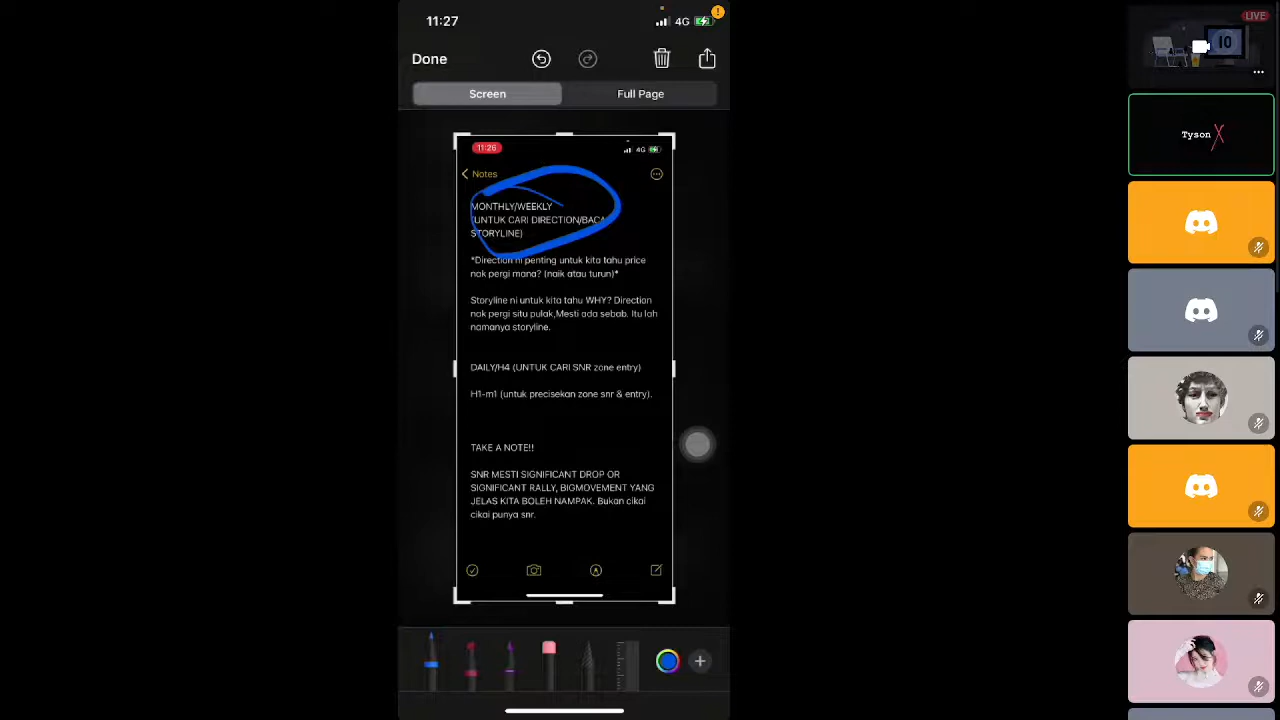 11:27
4G
LIVE
Done
Screen
Full Page
10
Tyson X
11:26
4G
Notes
MONTHLY/WEEKLY
(UNTUK CARI DIRECTION/BACA
STORYLINE)
*Direction ni penting untuk kita tahu price
nak pergi mana? (naik atau turun)*
Storyline ni untuk kita tahu WHY? Direction
nak pergi situ pulak,Mesti ada sebab. Itu lah
namanya storyline.
DAILY/H4 (UNTUK CARI SNR zone entry)
H1-m1 (untuk precisekan zone snr & entry).
TAKE A NOTE!!
SNR MESTI SIGNIFICANT DROP OR
SIGNIFICANT RALLY, BIGMOVEMENT YANG
JELAS KITA BOLEH NAMPAK. Bukan cikai
cikai punya snr.